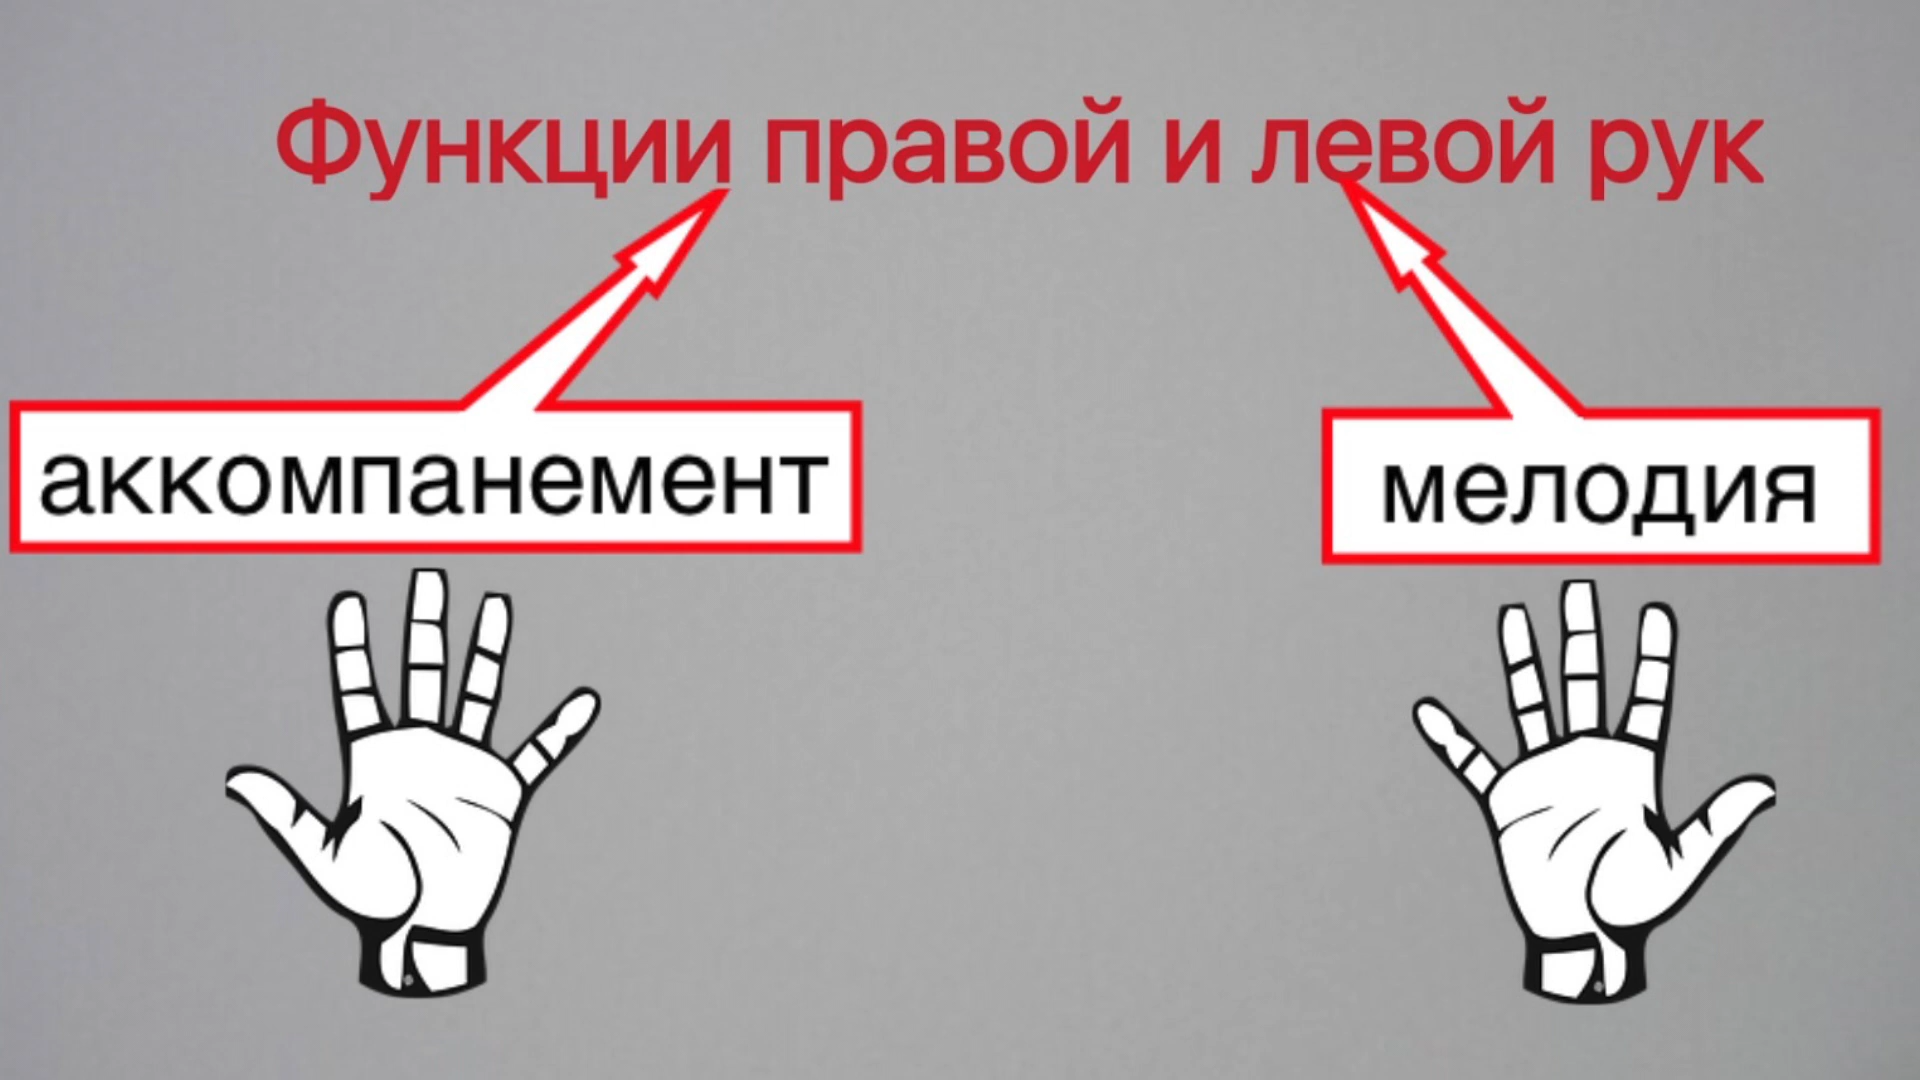 Функции правой и левой рук
аккомпанемент
мелодия